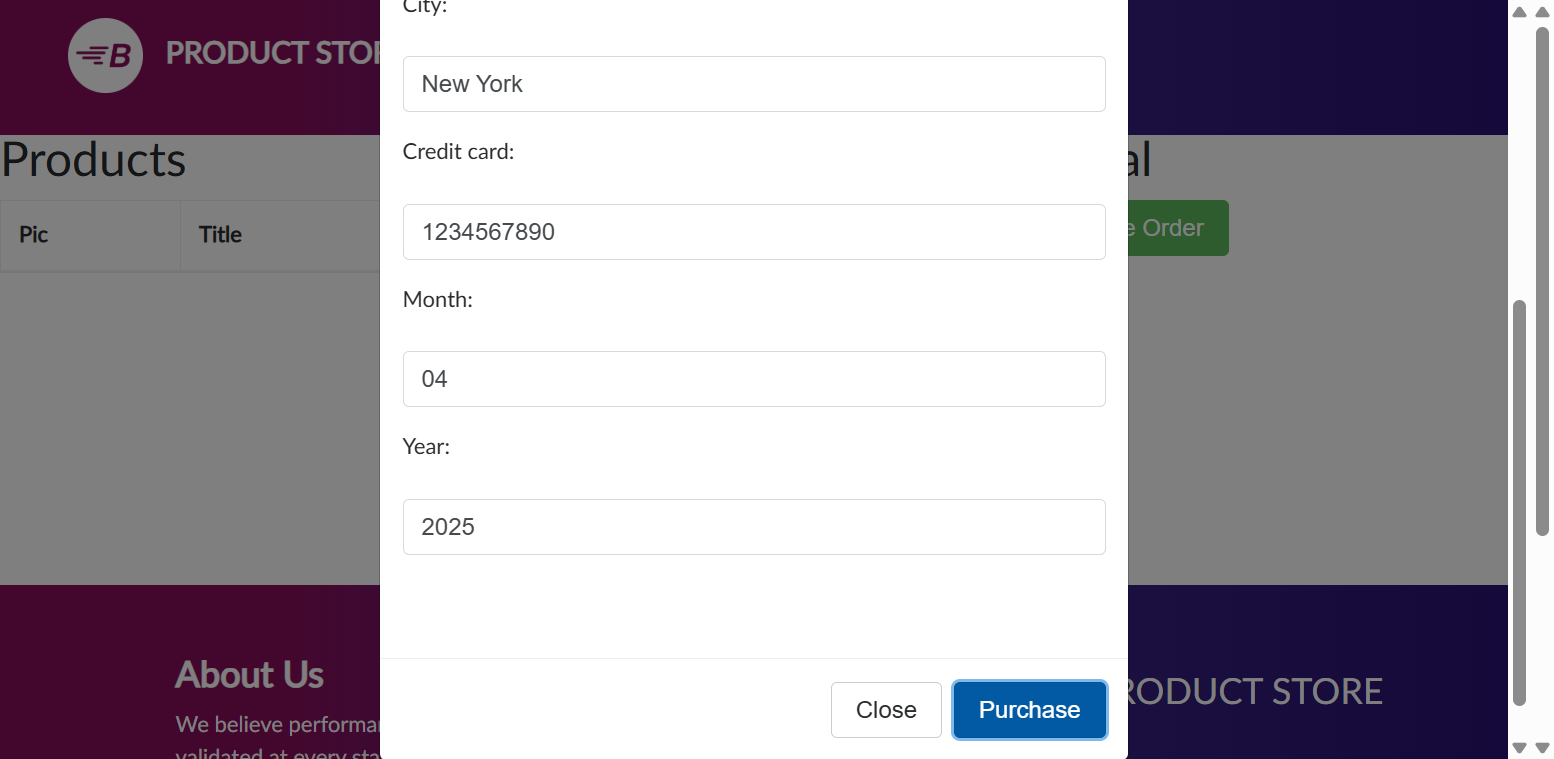 City:
B PRODUCT STOR
New York
Products
Credit card:
al
Pic
Title
1234567890
e Order
Month:
04
Year:
2025
About Us
RODUCT STORE
We believe performan
Close
Purchase
validated at every sta